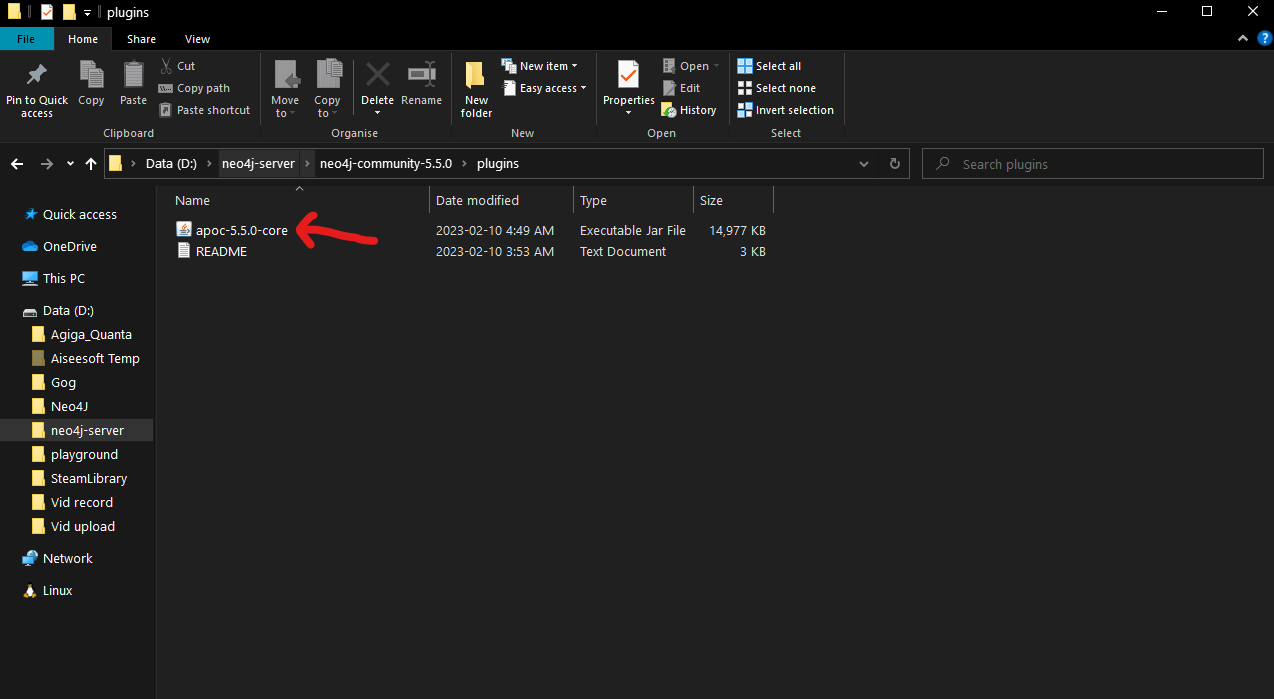 plugins
File Home Share View
Pin to Quick access
Copy
Paste
Cut
Copy path
Paste shortcut
Clipboard
Move to
Copy to
Delete
Rename
Organise
New folder
New item
Easy access
New
Properties
Open
Edit
History
Open
Select all
Select none
Invert selection
Select
Data (D:) neo4j-server neo4j-community-5.5.0 plugins
Search plugins
Quick access
OneDrive
This PC
Data (D:)
Agiga_Quanta
Aiseesoft Temp
Gog
Neo4J
neo4j-server
playground
SteamLibrary
Vid record
Vid upload
Network
Linux
Name Date modified Type Size
apoc-5.5.0-core 2023-02-10 4:49 AM Executable Jar File 14,977 KB
README 2023-02-10 3:53 AM Text Document 3 KB